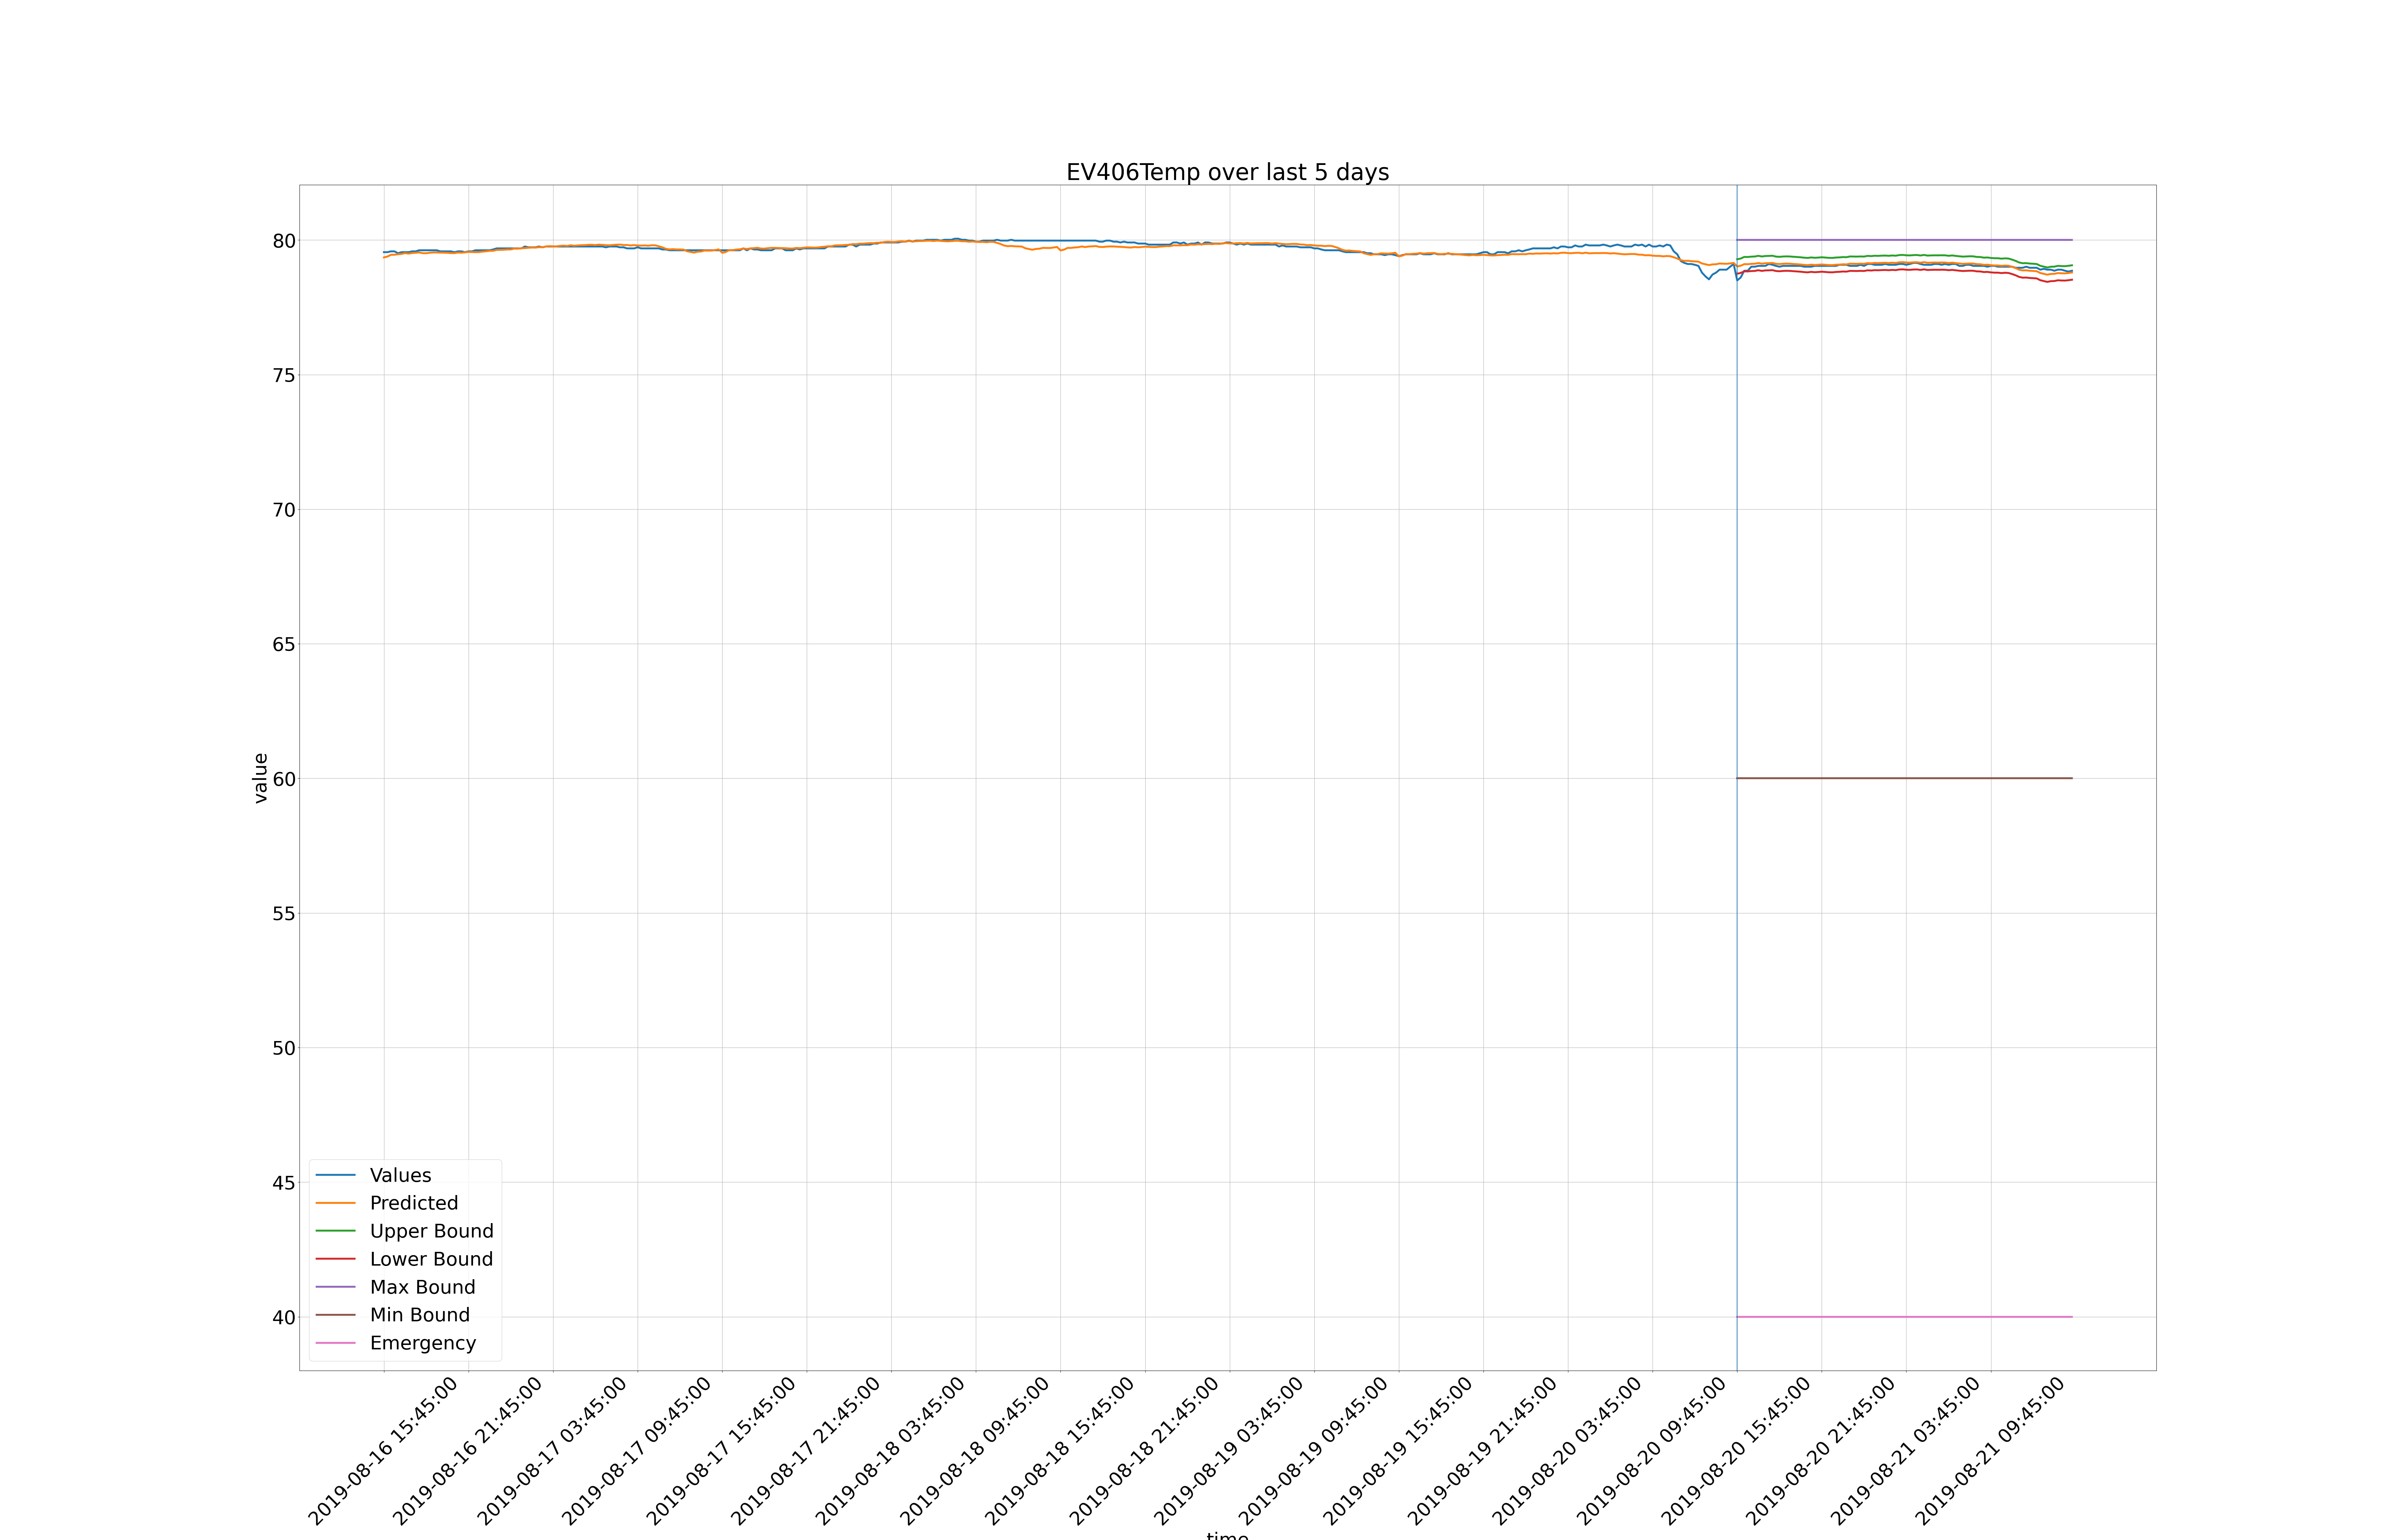 EV406Temp over last 5 days
80
75
70
65
60
55
50
45
40
value
Values
Predicted
Upper Bound
Lower Bound
Max Bound
Min Bound
Emergency
2019-08-16 15:45:00
2019-08-16 21:45:00
2019-08-17 03:45:00
2019-08-17 09:45:00
2019-08-17 15:45:00
2019-08-17 21:45:00
2019-08-18 03:45:00
2019-08-18 09:45:00
2019-08-18 15:45:00
2019-08-18 21:45:00
2019-08-19 03:45:00
2019-08-19 09:45:00
2019-08-19 15:45:00
2019-08-19 21:45:00
2019-08-20 03:45:00
2019-08-20 09:45:00
2019-08-20 15:45:00
2019-08-20 21:45:00
2019-08-21 03:45:00
2019-08-21 09:45:00
time